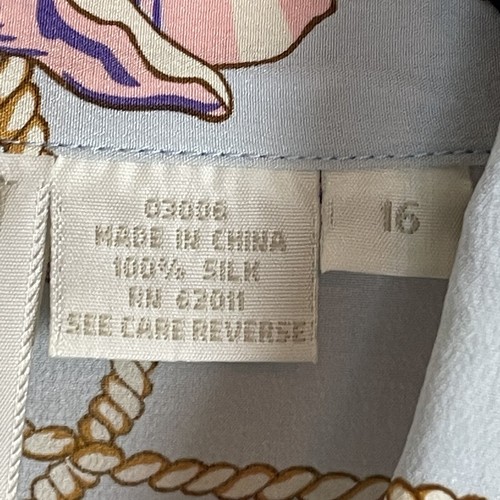 03006
MADE IN CHINA
100% SILK
RN 62011
SEE CARE REVERSE
16